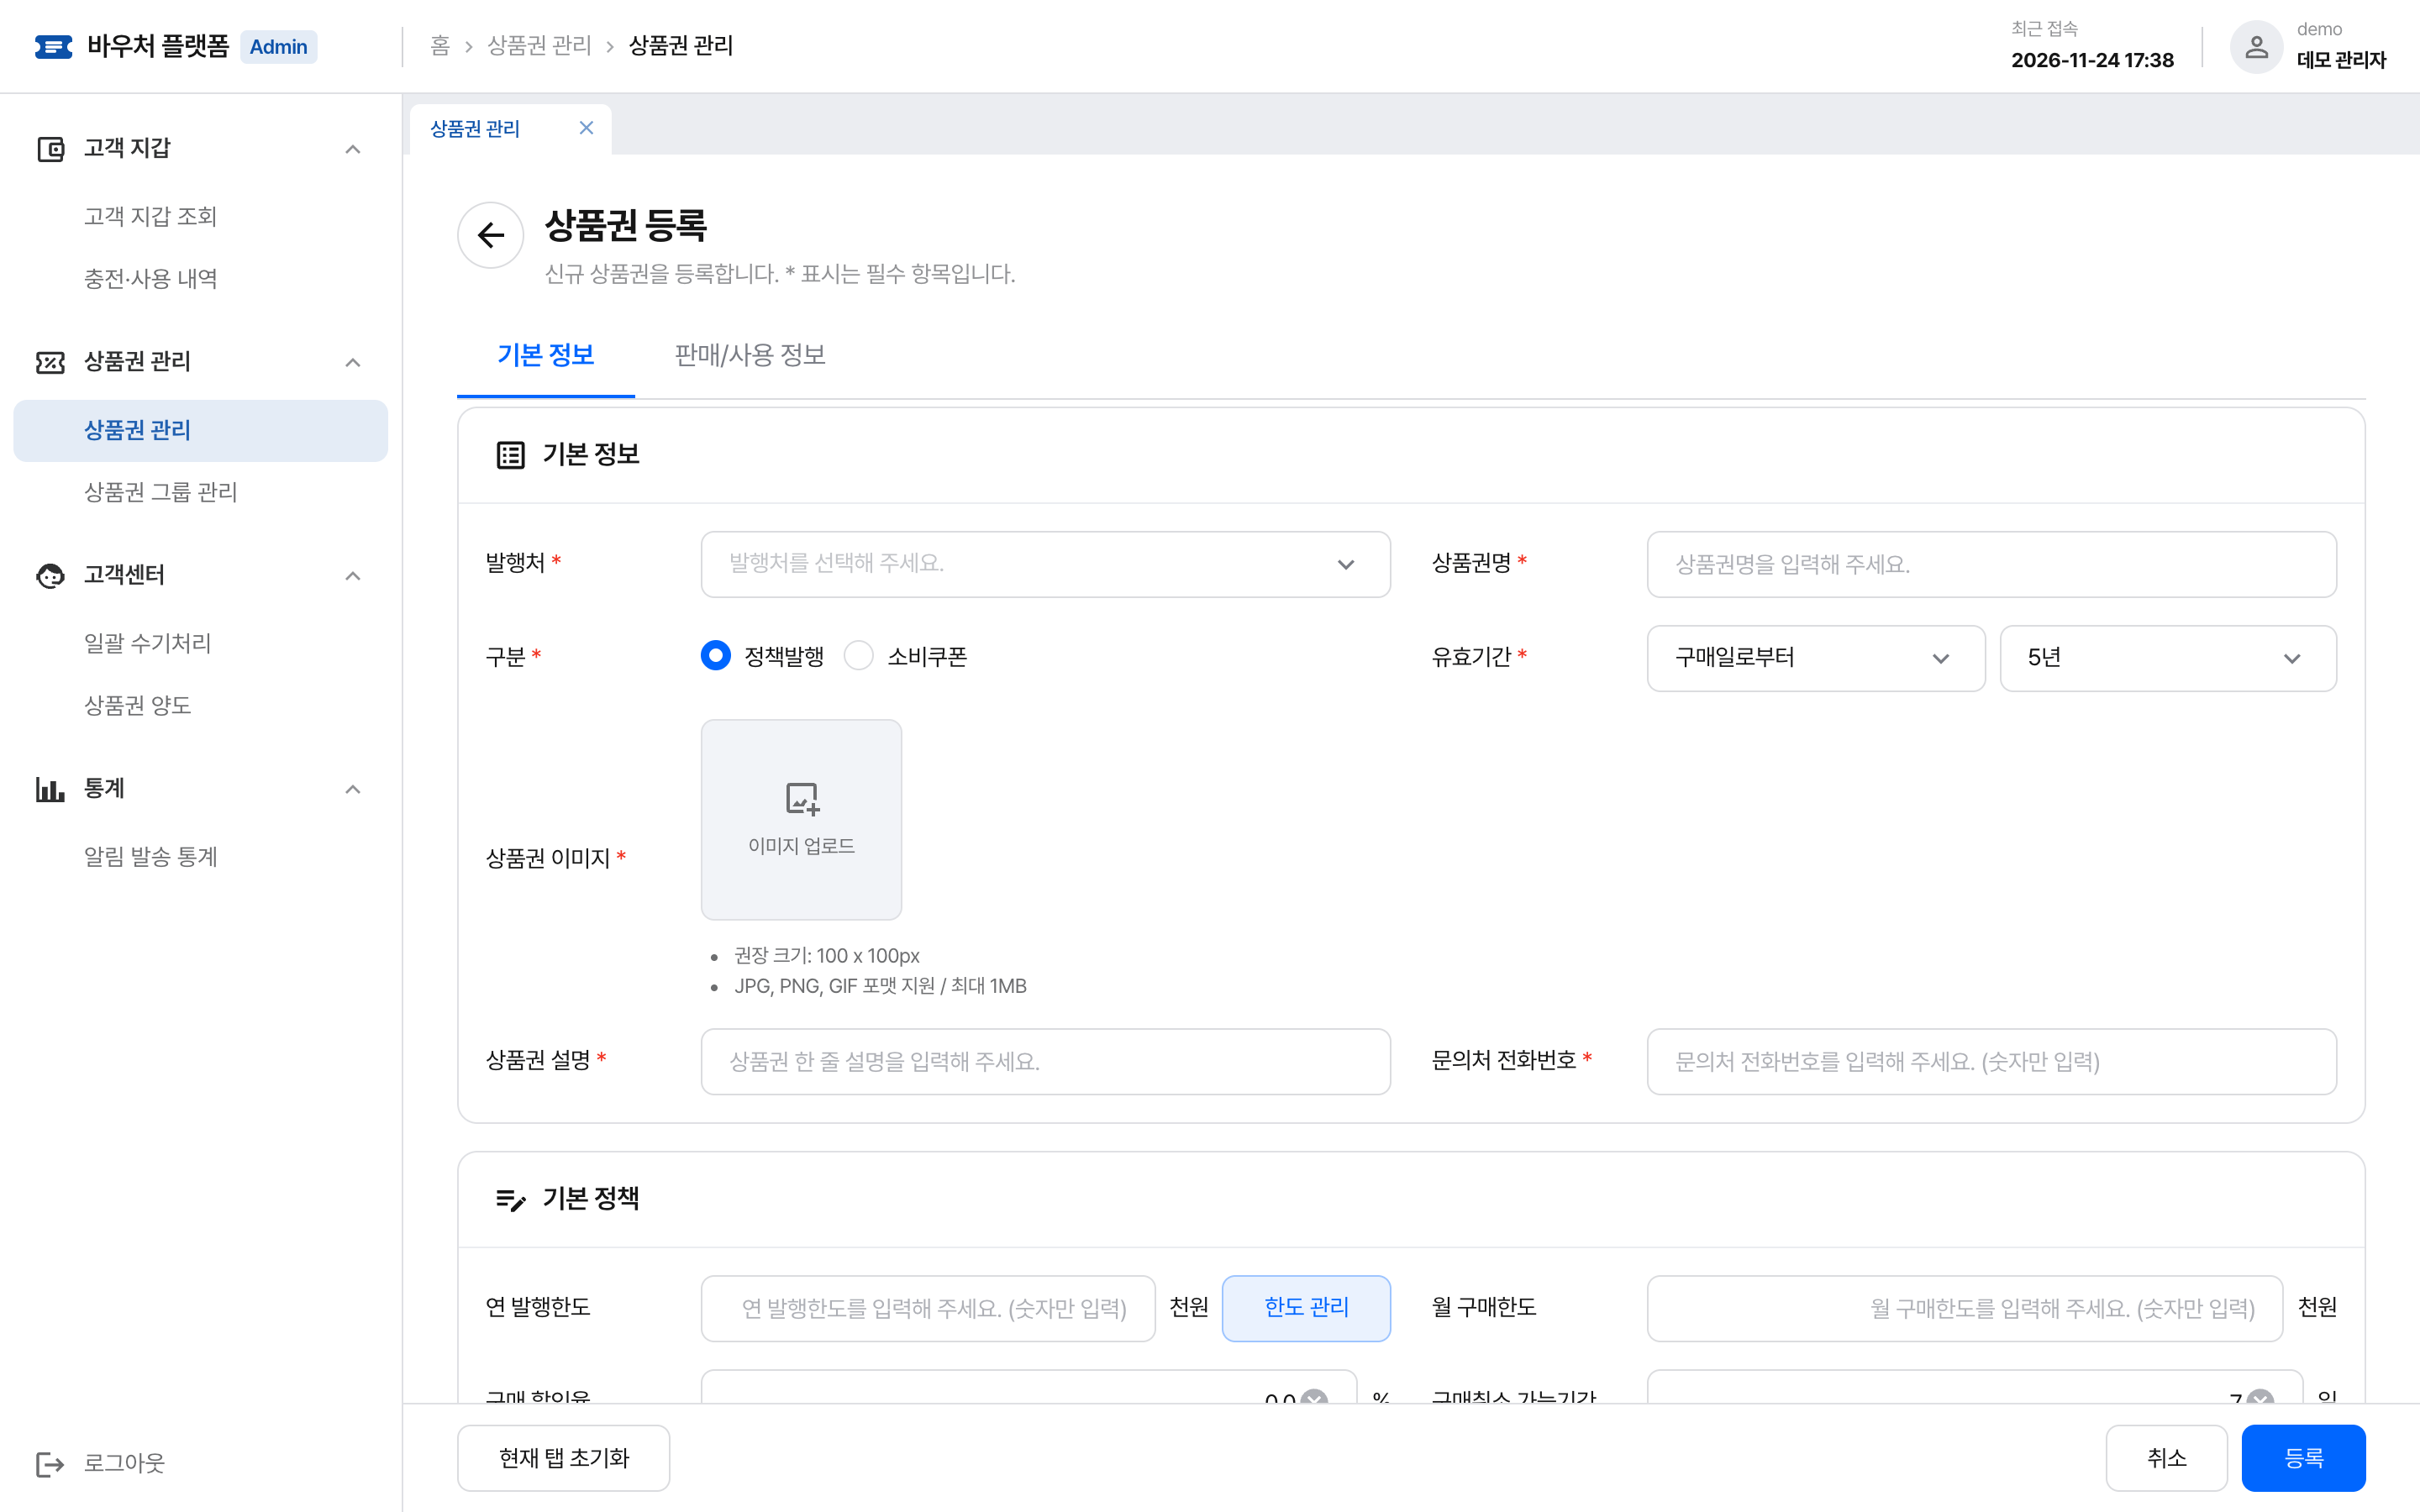 바우처 플랫폼 Admin
홈 > 상품권 관리 > 상품권 관리
최근 접속
2026-11-24 17:38
demo
데모 관리자
고객 지갑
고객 지갑 조회
충전·사용 내역
상품권 관리
상품권 관리
상품권 그룹 관리
고객센터
일괄 수기처리
상품권 양도
통계
알림 발송 통계
로그아웃
상품권 관리
상품권 등록
신규 상품권을 등록합니다. * 표시는 필수 항목입니다.
기본 정보
판매/사용 정보
기본 정보
발행처 *
발행처를 선택해 주세요.
상품권명 *
상품권명을 입력해 주세요.
구분 *
정책발행
소비쿠폰
유효기간 *
구매일로부터
5년
상품권 이미지 *
이미지 업로드
• 권장 크기: 100 x 100px
• JPG, PNG, GIF 포맷 지원 / 최대 1MB
상품권 설명 *
상품권 한 줄 설명을 입력해 주세요.
문의처 전화번호 *
문의처 전화번호를 입력해 주세요. (숫자만 입력)
기본 정책
연 발행한도
연 발행한도를 입력해 주세요. (숫자만 입력)
천원
한도 관리
월 구매한도
월 구매한도를 입력해 주세요. (숫자만 입력)
천원
구매 할인율
0.0
%
구매취소 가능기간
7
일
현재 탭 초기화
취소
등록